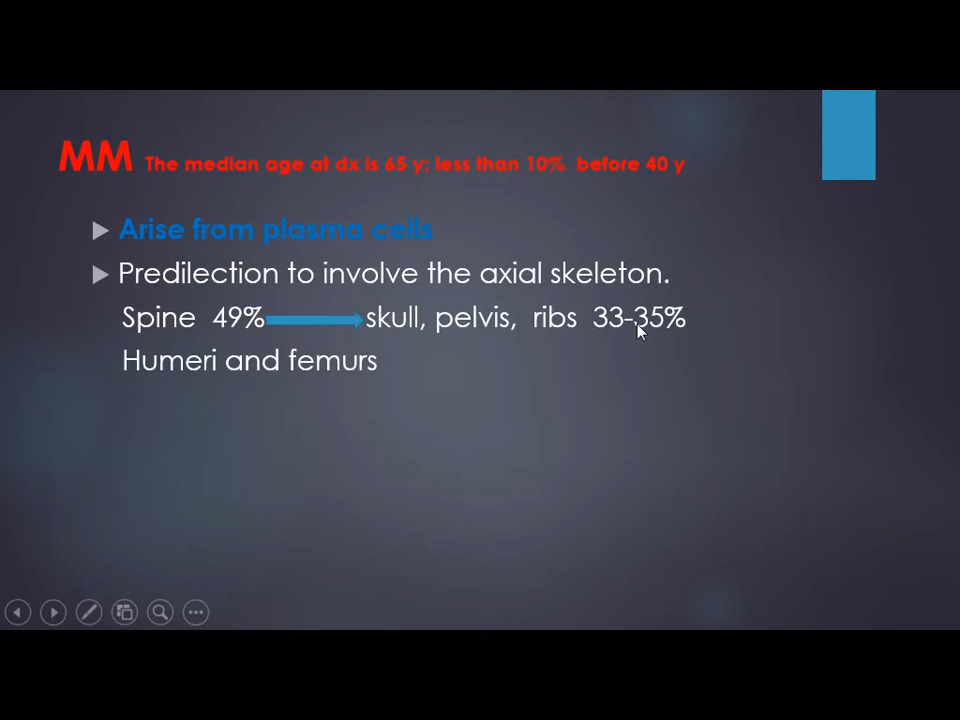 MM The median age at dx is 65 y; less than 10% before 40 y
Arise from plasma cells
Predilection to involve the axial skeleton.
Spine 49% skull, pelvis, ribs 33-35%
Humeri and femurs